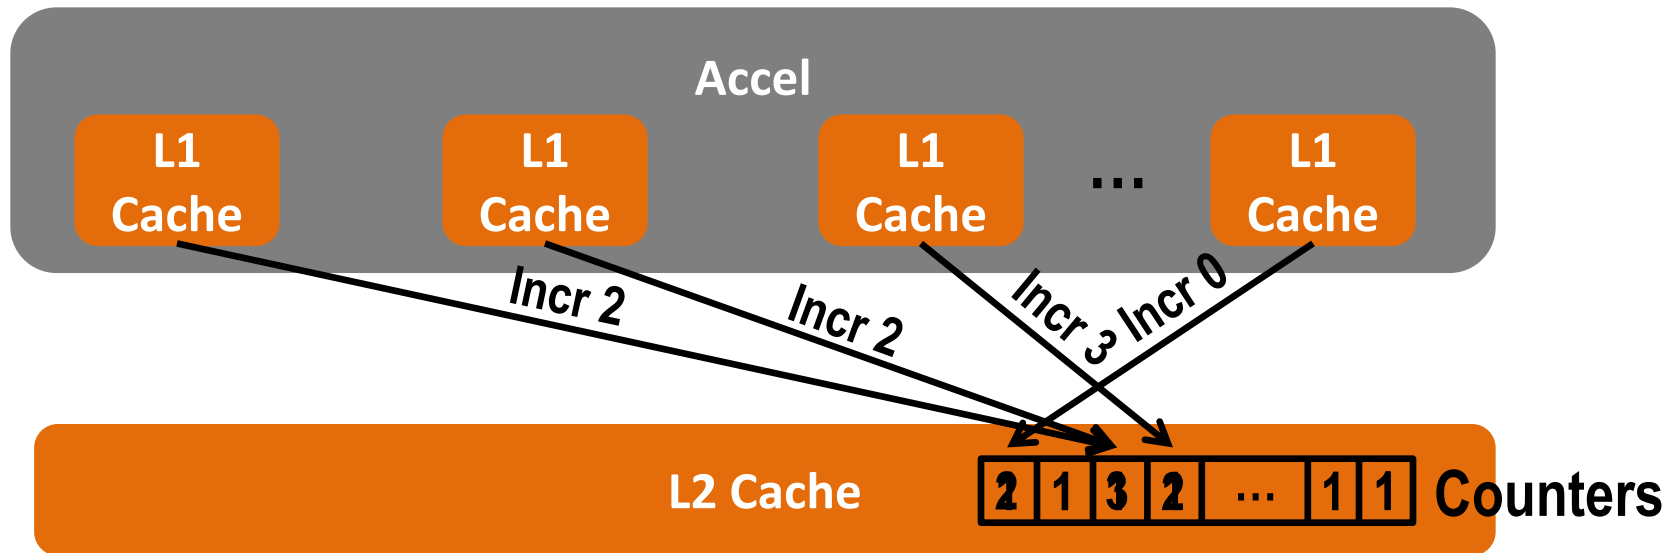 Accel
L1
Cache
L1
Cache
L1
Cache
...
L1
Cache
Incr 2
Incr 2
Incr 3
Incr 0
L2 Cache
1
...
1
1
Counters